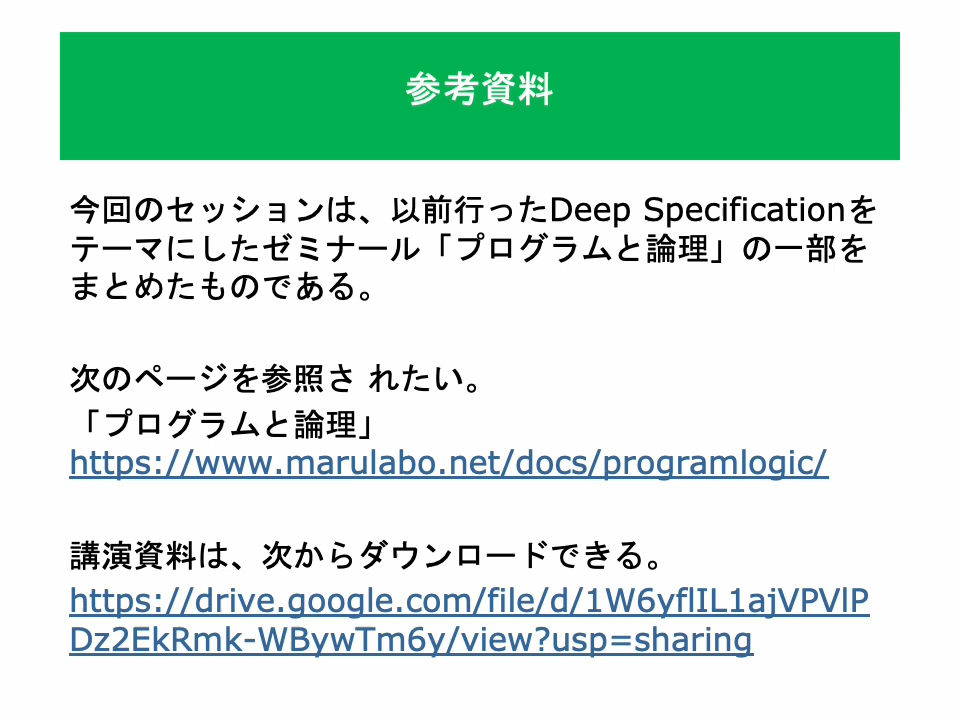 参考資料
今回のセッションは、以前行ったDeep Specificationを
テーマにしたゼミナール「プログラムと論理」の一部を
まとめたものである。
次のページを参照さ れたい。
「プログラムと論理」
https://www.marulabo.net/docs/programlogic/
講演資料は、次からダウンロードできる。
https://drive.google.com/file/d/1W6yflIL1ajVPVlP
Dz2EkRmk-WBywTm6y/view?usp=sharing